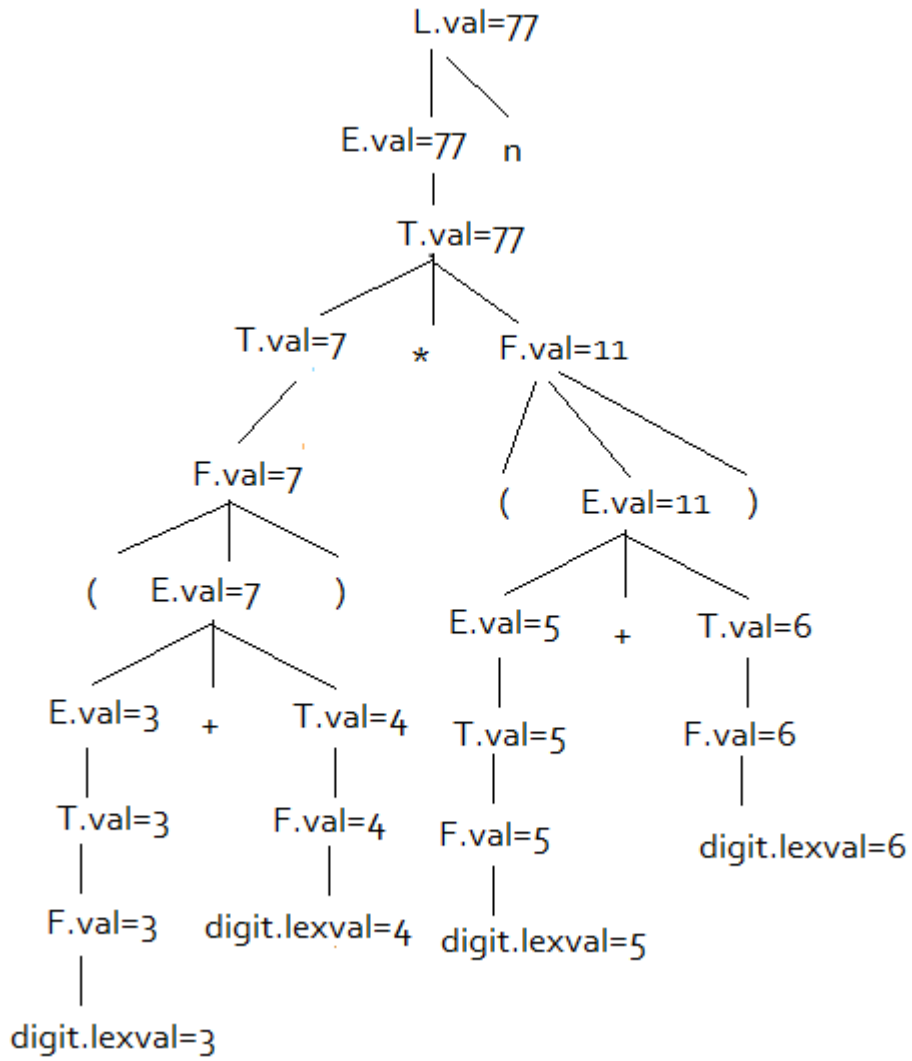 L.val=77
E.val=77 n
T.val=77
T.val=7 * F.val=11
F.val=7 ( E.val=11 )
( E.val=7 ) E.val=5 + T.val=6
E.val=3 + T.val=4 T.val=5 F.val=6
T.val=3 F.val=4 F.val=5 digit.lexval=6
F.val=3 digit.lexval=4 digit.lexval=5
digit.lexval=3